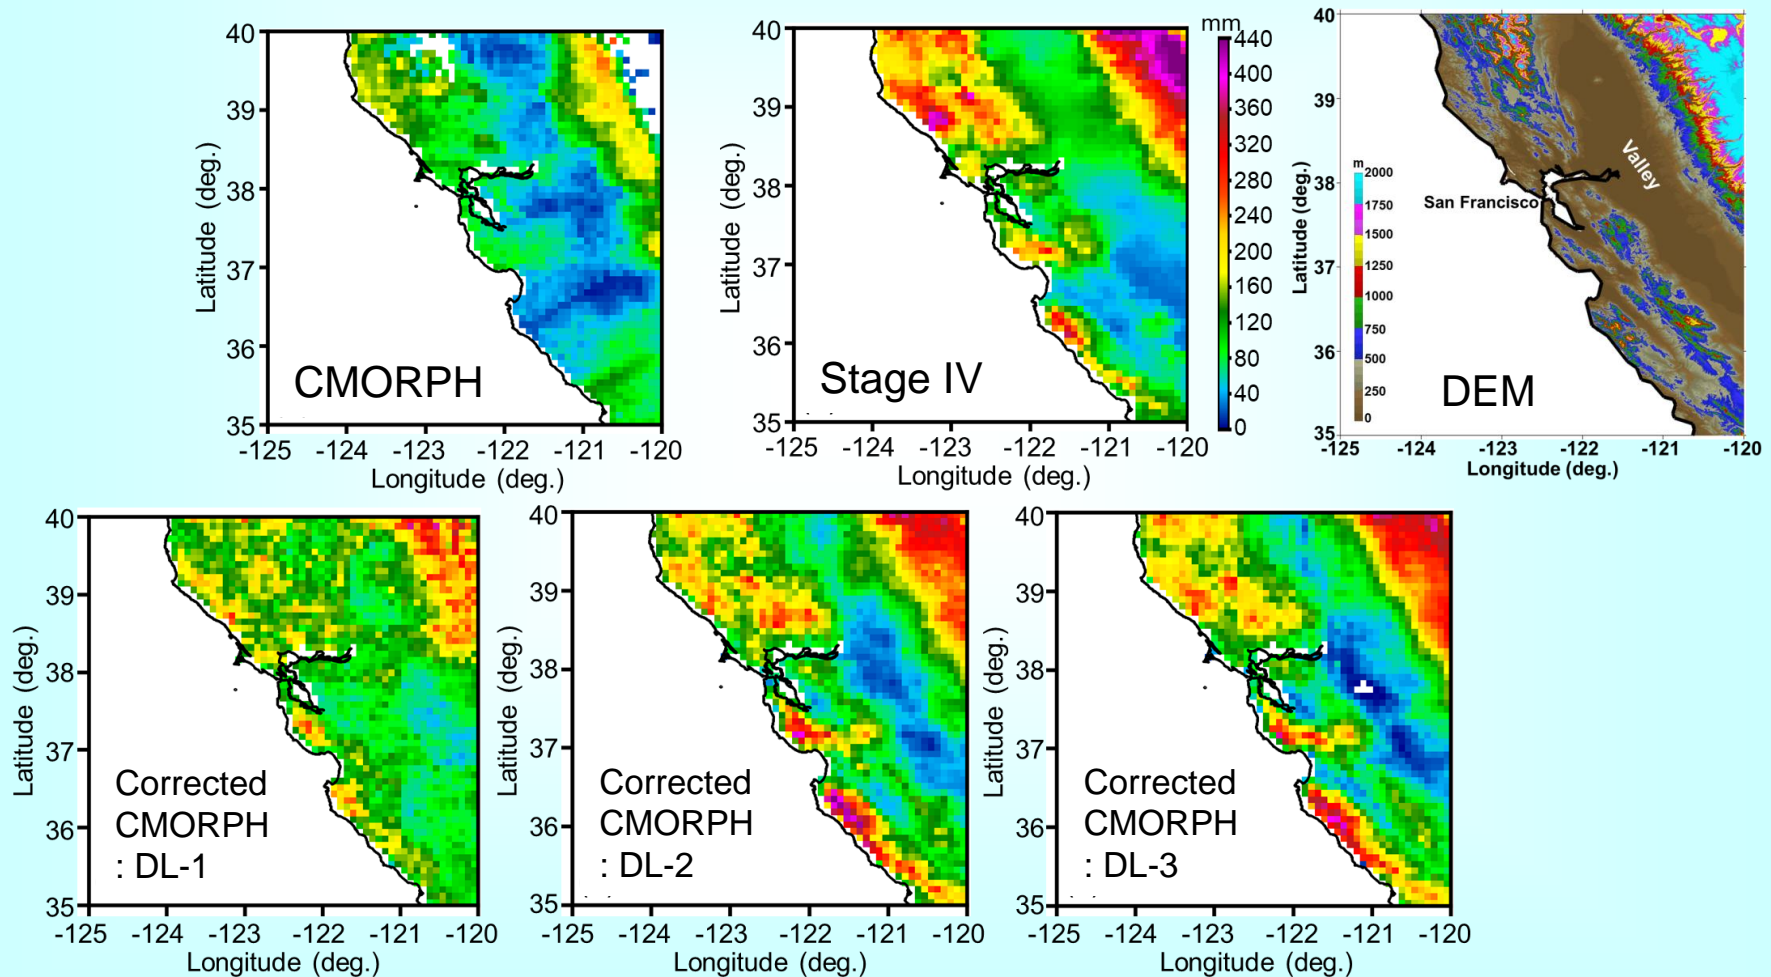 40
39
38
37
36
35
-125 -124 -123 -122 -121 -120
Latitude (deg.)
Longitude (deg.)
CMORPH
40
39
38
37
36
35
-125 -124 -123 -122 -121 -120
Latitude (deg.)
Longitude (deg.)
Stage IV
mm
440
400
360
320
280
240
200
160
120
80
40
0
40
39
38
37
36
35
-125 -124 -123 -122 -121 -120
Latitude (deg.)
Longitude (deg.)
Valley
San Francisco
m
2000
1750
1500
1250
1000
750
500
250
0
DEM
40
39
38
37
36
35
-125 -124 -123 -122 -121 -120
Latitude (deg.)
Longitude (deg.)
Corrected
CMORPH
: DL-1
40
39
38
37
36
35
-125 -124 -123 -122 -121 -120
Latitude (deg.)
Longitude (deg.)
Corrected
CMORPH
: DL-2
40
39
38
37
36
35
-125 -124 -123 -122 -121 -120
Latitude (deg.)
Longitude (deg.)
Corrected
CMORPH
: DL-3